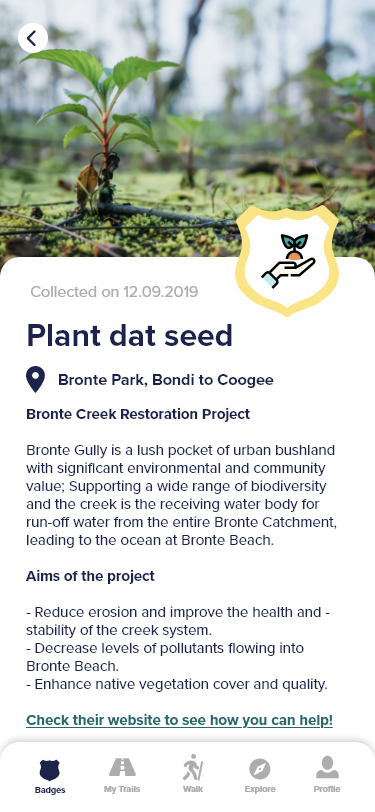 Collected on 12.09.2019
Plant dat seed
Bronte Park, Bondi to Coogee
Bronte Creek Restoration Project
Bronte Gully is a lush pocket of urban bushland
with significant environmental and community
value; Supporting a wide range of biodiversity
and the creek is the receiving water body for
run-off water from the entire Bronte Catchment,
leading to the ocean at Bronte Beach.
Aims of the project
- Reduce erosion and improve the health and -
stability of the creek system.
- Decrease levels of pollutants flowing into
Bronte Beach.
- Enhance native vegetation cover and quality.
Check their website to see how you can help!
Badges My Trails Walk Explore Profile